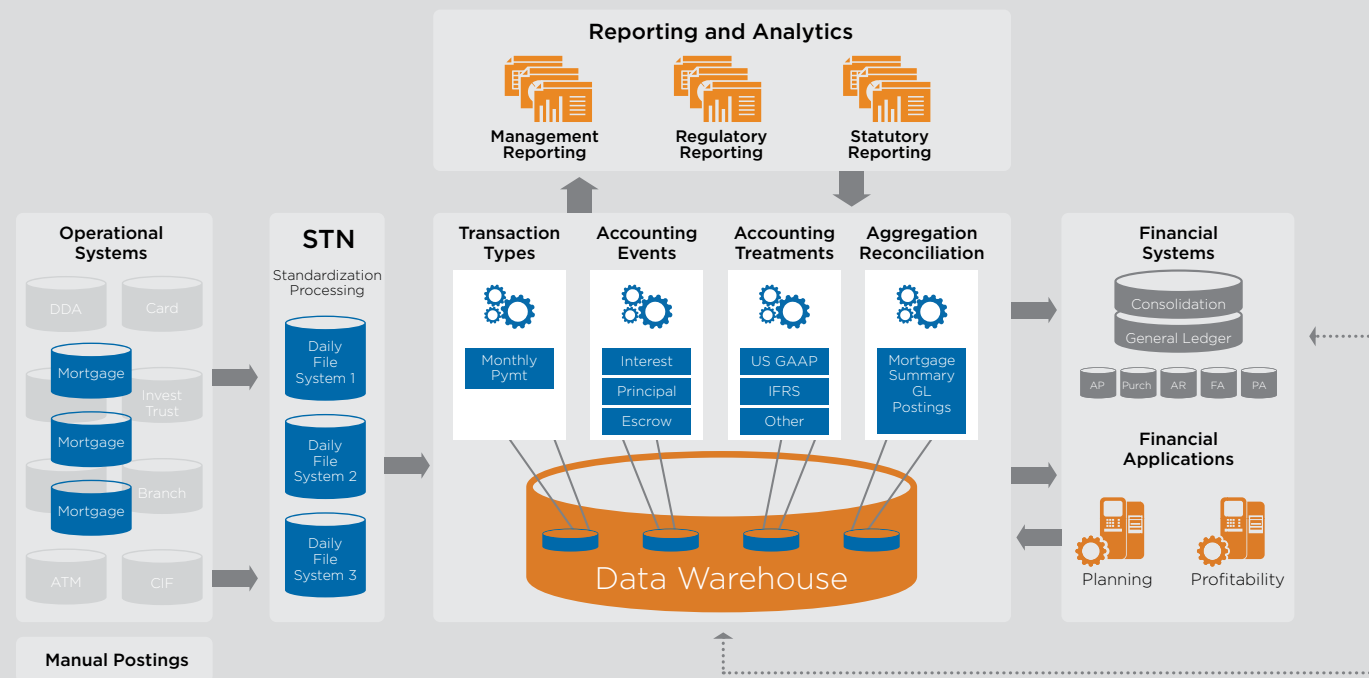 Reporting and Analytics
Management
Reporting
Regulatory
Reporting
Statutory
Reporting
Operational
Systems
DDA
Card
Mortgage
Invest
Trust
Mortgage
Mortgage
Branch
ATM
CIF
Manual Postings
STN
Standardization
Processing
Daily
File
System 1
Daily
File
System 2
Daily
File
System 3
Transaction
Types
Monthly
Pymt
Accounting
Events
Interest
Principal
Escrow
Accounting
Treatments
US GAAP
IFRS
Other
Aggregation
Reconciliation
Mortgage
Summary
GL
Postings
Data Warehouse
Financial
Systems
Consolidation
General Ledger
AP
Purch
AR
FA
PA
Financial
Applications
Planning
Profitability